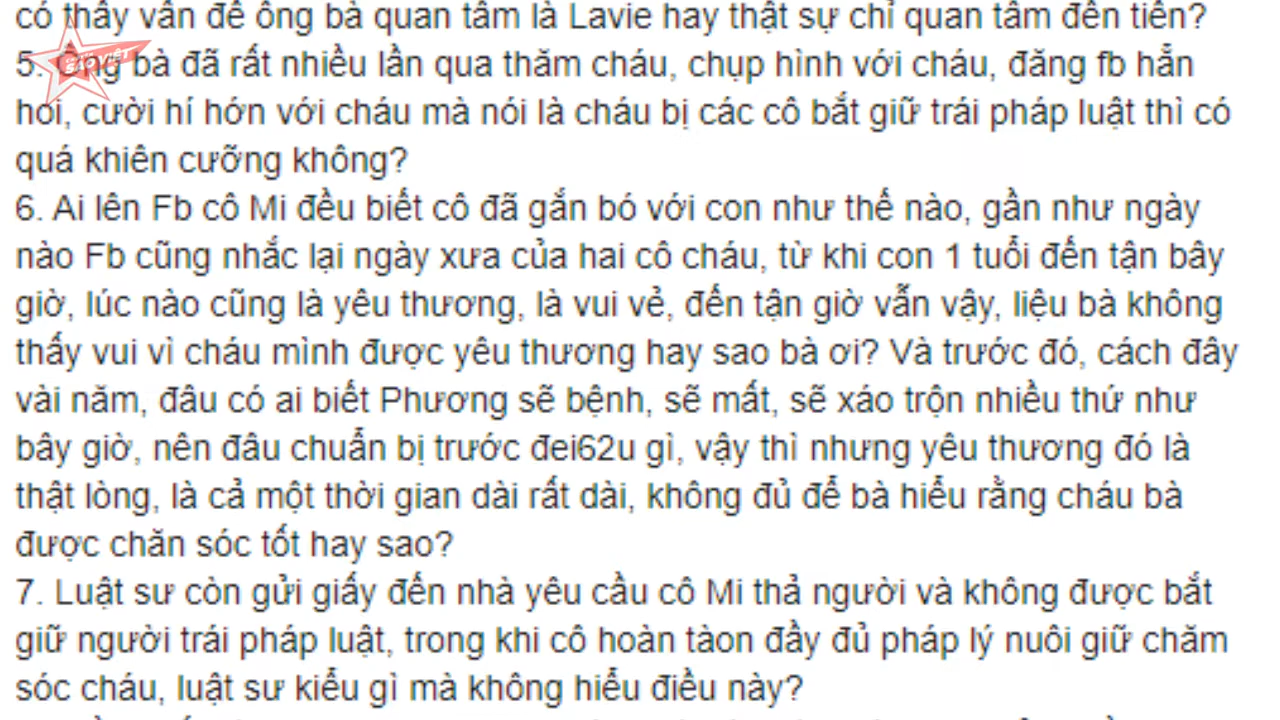 có thấy vấn đề ông bà quan tâm là Lavie hay thật sự chỉ quan tâm đến tiền?
SAO VIỆT
5. Ông bà đã rất nhiều lần qua thăm cháu, chụp hình với cháu, đăng fb hẳn
hoi, cười hí hớn với cháu mà nói là cháu bị các cô bắt giữ trái pháp luật thì có
quá khiên cưỡng không?
6. Ai lên Fb cô Mi đều biết cô đã gắn bó với con như thế nào, gần như ngày
nào Fb cũng nhắc lại ngày xưa của hai cô cháu, từ khi con 1 tuổi đến tận bây
giờ, lúc nào cũng là yêu thương, là vui vẻ, đến tận giờ vẫn vậy, liệu bà không
thấy vui vì cháu mình được yêu thương hay sao bà ơi? Và trước đó, cách đây
vài năm, đâu có ai biết Phương sẽ bệnh, sẽ mất, sẽ xáo trộn nhiều thứ như
bây giờ, nên đâu chuẩn bị trước đei62u gì, vậy thì nhưng yêu thương đó là
thật lòng, là cả một thời gian dài rất dài, không đủ để bà hiểu rằng cháu bà
được chăn sóc tốt hay sao?
7. Luật sư còn gửi giấy đến nhà yêu cầu cô Mi thả người và không được bắt
giữ người trái pháp luật, trong khi cô hoàn tàon đầy đủ pháp lý nuôi giữ chăm
sóc cháu, luật sư kiểu gì mà không hiểu điều này?